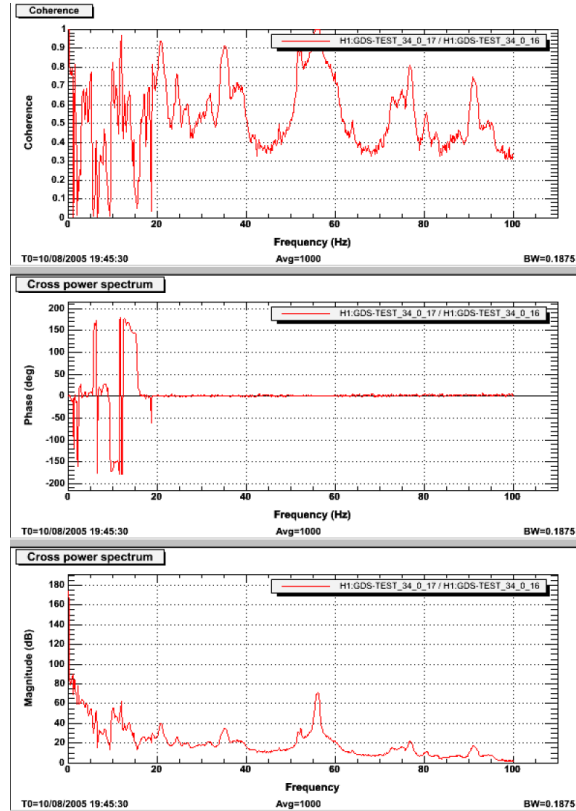 Coherence
H1:GDS-TEST_34_0_17 / H1:GDS-TEST_34_0_16
1
0.9
0.8
0.7
0.6
0.5
0.4
0.3
0.2
0.1
0
Coherence
0 20 40 60 80 100
Frequency (Hz)
T0=10/08/2005 19:45:30 Avg=1000 BW=0.1875
Cross power spectrum
H1:GDS-TEST_34_0_17 / H1:GDS-TEST_34_0_16
200
150
100
50
0
-50
-100
-150
-200
Phase (deg)
0 20 40 60 80 100
Frequency (Hz)
T0=10/08/2005 19:45:30 Avg=1000 BW=0.1875
Cross power spectrum
H1:GDS-TEST_34_0_17 / H1:GDS-TEST_34_0_16
180
160
140
120
100
80
60
40
20
0
Magnitude (dB)
0 20 40 60 80 100
Frequency
T0=10/08/2005 19:45:30 Avg=1000 BW=0.1875